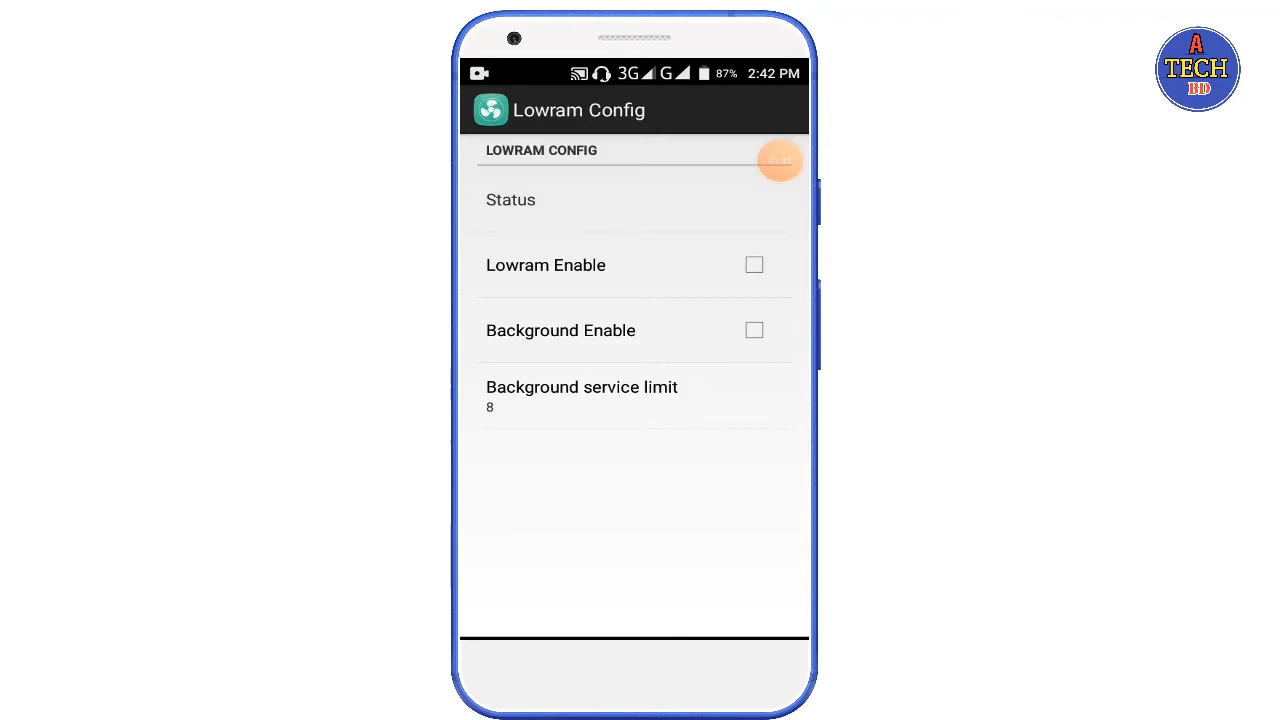 A
TECH
BD
3G G 87% 2:42 PM
Lowram Config
LOWRAM CONFIG
Status
Lowram Enable
Background Enable
Background service limit
8